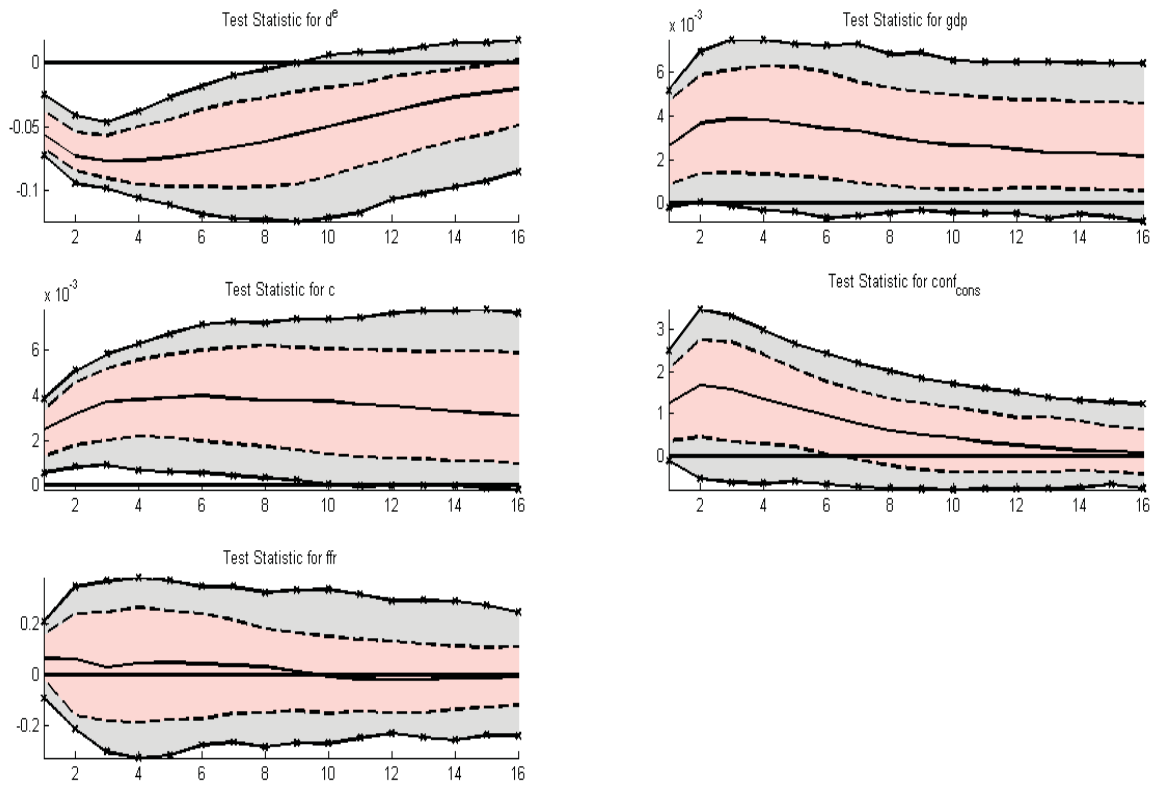 Test Statistic for dᵉ
0
-0.05
-0.1
2 4 6 8 10 12 14 16
Test Statistic for gdp
x 10⁻³
6
4
2
0
2 4 6 8 10 12 14 16
Test Statistic for c
x 10⁻³
6
4
2
0
2 4 6 8 10 12 14 16
Test Statistic for conf_cons
3
2
1
0
2 4 6 8 10 12 14 16
Test Statistic for ffr
0.2
0
-0.2
2 4 6 8 10 12 14 16